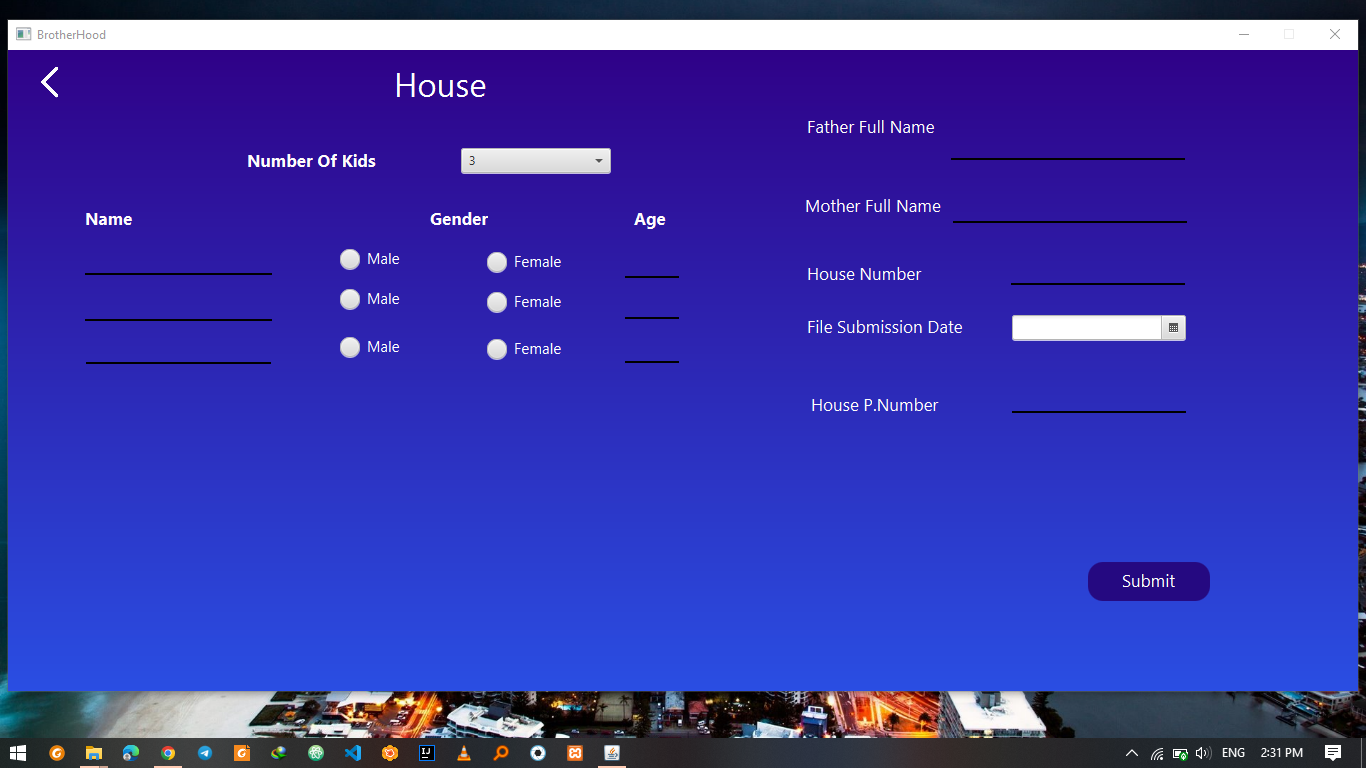 BrotherHood
House
Number Of Kids
3
Name
Gender
Age
Male
Female
Male
Female
Male
Female
Father Full Name
Mother Full Name
House Number
File Submission Date
House P.Number
Submit
ENG
2:31 PM